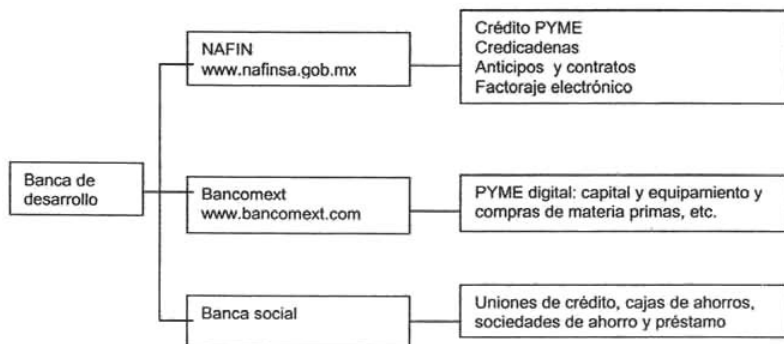 NAFIN
www.nafinsa.gob.mx
Crédito PYME
Credicadenas
Anticipos y contratos
Factoraje electrónico
Banca de
desarrollo
Bancomext
www.bancomext.com
PYME digital: capital y equipamiento y
compras de materia primas, etc.
Banca social
Uniones de crédito, cajas de ahorros,
sociedades de ahorro y préstamo